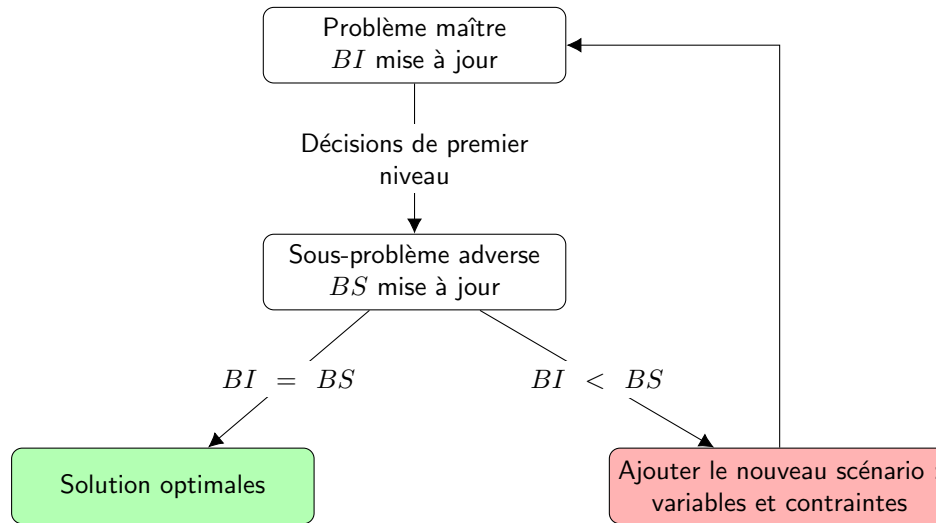 Problème maître
BI mise à jour
Décisions de premier
niveau
Sous-problème adverse
BS mise à jour
BI = BS
BI < BS
Solution optimales
Ajouter le nouveau scénario :
variables et contraintes